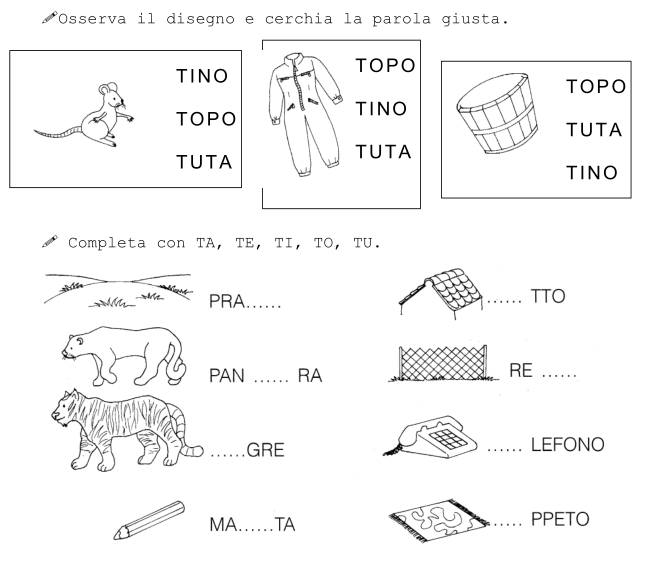 Osserva il disegno e cerchia la parola giusta.
TINO
TOPO
TUTA
TOPO
TINO
TUTA
TOPO
TUTA
TINO
Completa con TA, TE, TI, TO, TU.
PRA......
...... TTO
PAN ...... RA
RE ......
......GRE
...... LEFONO
MA......TA
...... PPETO